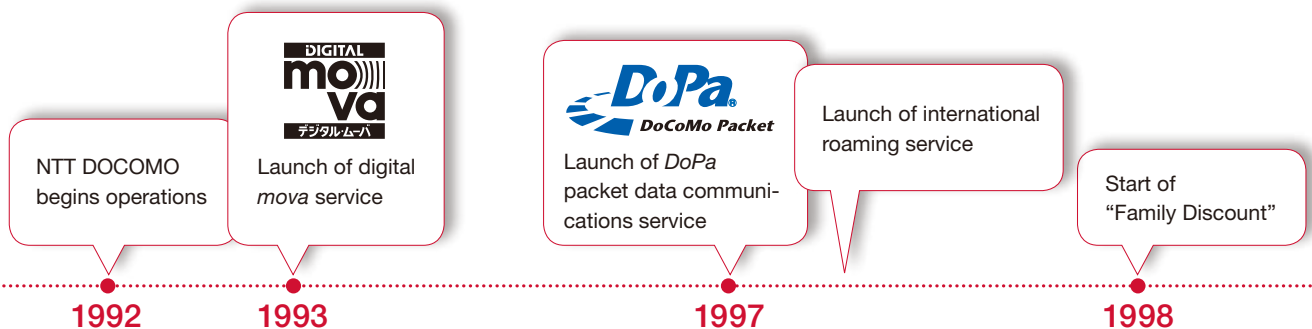 NTT DOCOMO
begins operations
DIGITAL
mo
va
デジタル・ムーバ
Launch of digital
mova service
DoPa®
DoCoMo Packet
Launch of DoPa
packet data communi-
cations service
Launch of international
roaming service
Start of
“Family Discount”
1992
1993
1997
1998